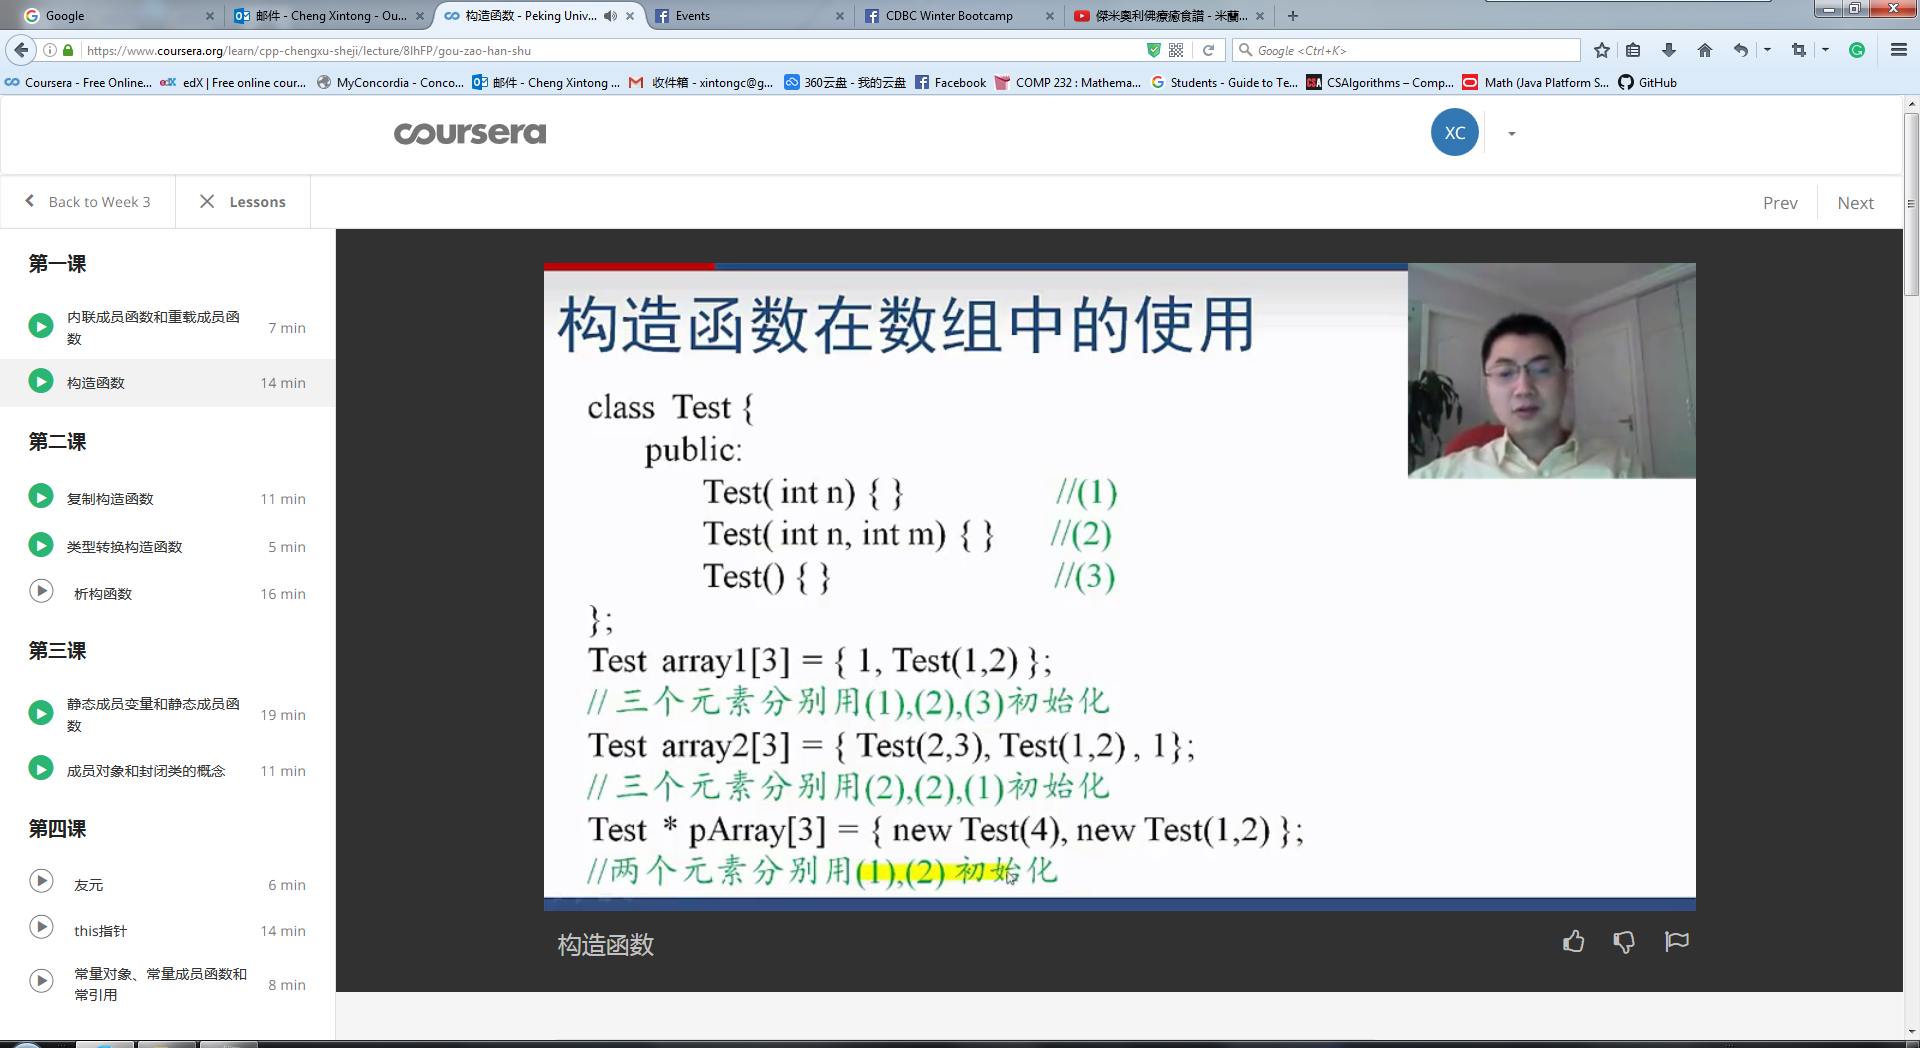 Google
邮件 - Cheng Xintong - Ou...
构造函数 - Peking Univ...
Events
CDBC Winter Bootcamp
傑米奧利佛療癒食譜 - 米蘭...
https://www.coursera.org/learn/cpp-chengxu-sheji/lecture/8IhFP/gou-zao-han-shu
Google <Ctrl+K>
Coursera - Free Online...
edX | Free online cour...
MyConcordia - Conco...
邮件 - Cheng Xintong ...
收件箱 - xintongc@g...
360云盘 - 我的云盘
Facebook
COMP 232 : Mathema...
Students - Guide to Te...
CSAlgorithms – Comp...
Math (Java Platform S...
GitHub
coursera
XC
Back to Week 3
Lessons
Prev
Next
第一课
内联成员函数和重载成员函
数
7 min
构造函数
14 min
第二课
复制构造函数
11 min
类型转换构造函数
5 min
析构函数
16 min
第三课
静态成员变量和静态成员函
数
19 min
成员对象和封闭类的概念
11 min
第四课
友元
6 min
this指针
14 min
常量对象、常量成员函数和
常引用
8 min
构造函数在数组中的使用
class Test {
public:
Test( int n) { } //(1)
Test( int n, int m) { } //(2)
Test() { } //(3)
};
Test array1[3] = { 1, Test(1,2) };
// 三个元素分别用(1),(2),(3)初始化
Test array2[3] = { Test(2,3), Test(1,2) , 1};
// 三个元素分别用(2),(2),(1)初始化
Test * pArray[3] = { new Test(4), new Test(1,2) };
//两个元素分别用(1),(2) 初始化
构造函数